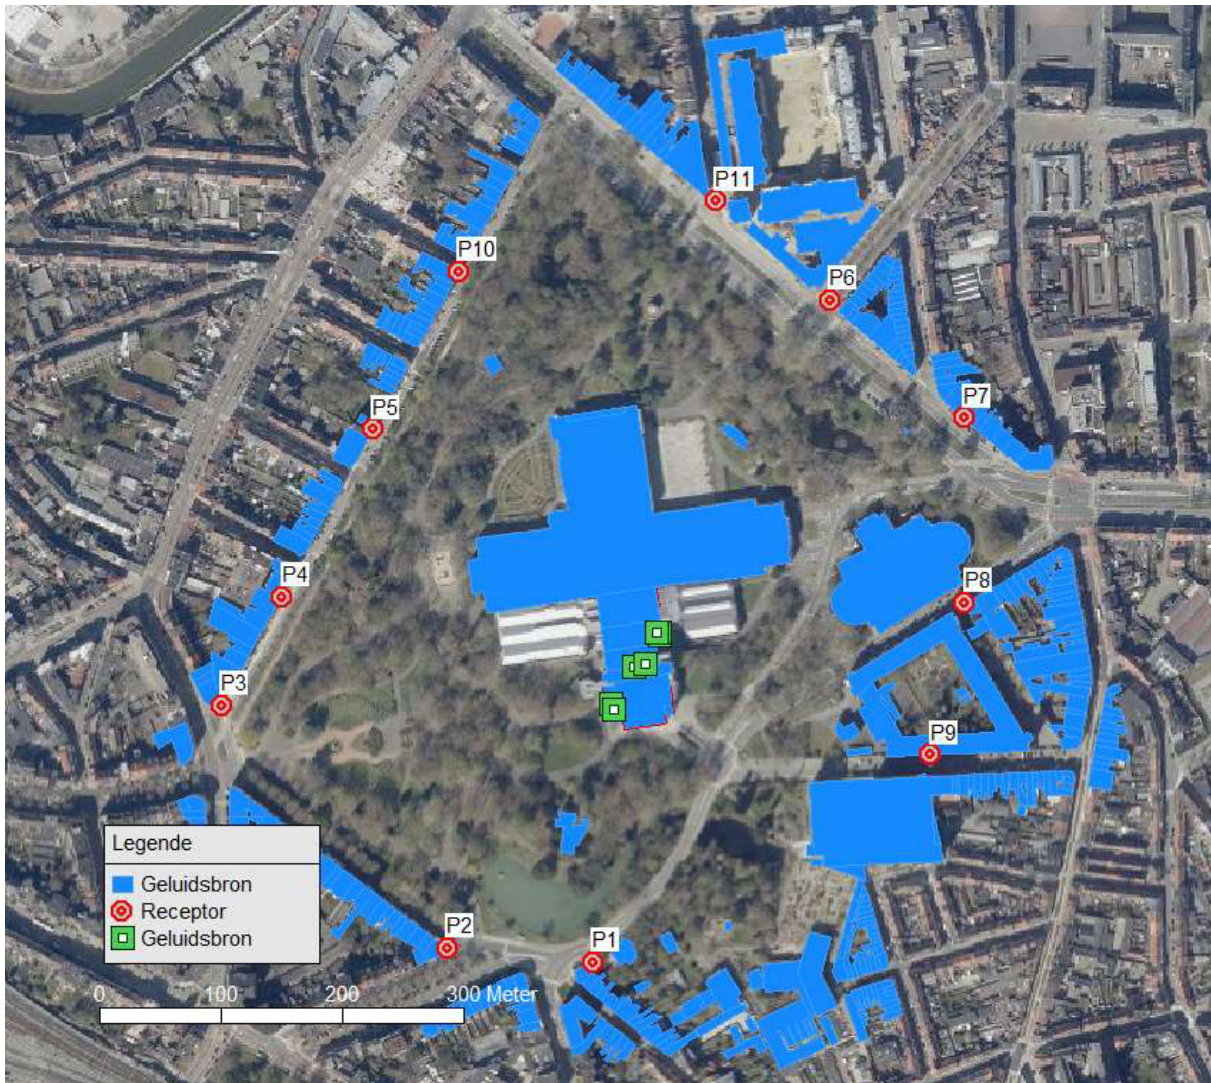 P11
P10
P6
P7
P5
P4
P8
P3
P9
Legende
Geluidsbron
Receptor
Geluidsbron
P2
P1
0 100 200 300 Meter